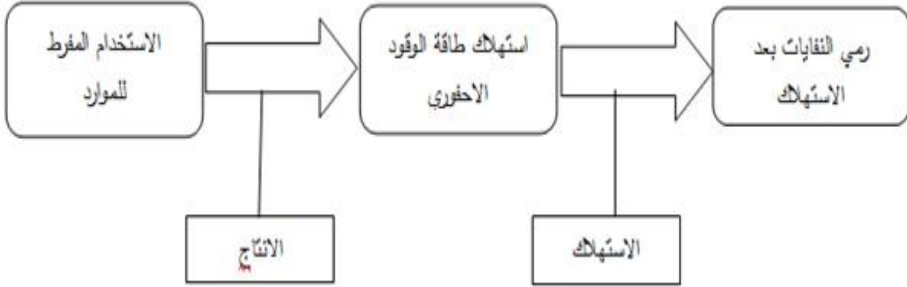 الاستخدام المفرط
للموارد
استهلاك طاقة الوقود
الاحفوري
رمي النفايات بعد
الاستهلاك
الانتاج
الاستهلاك